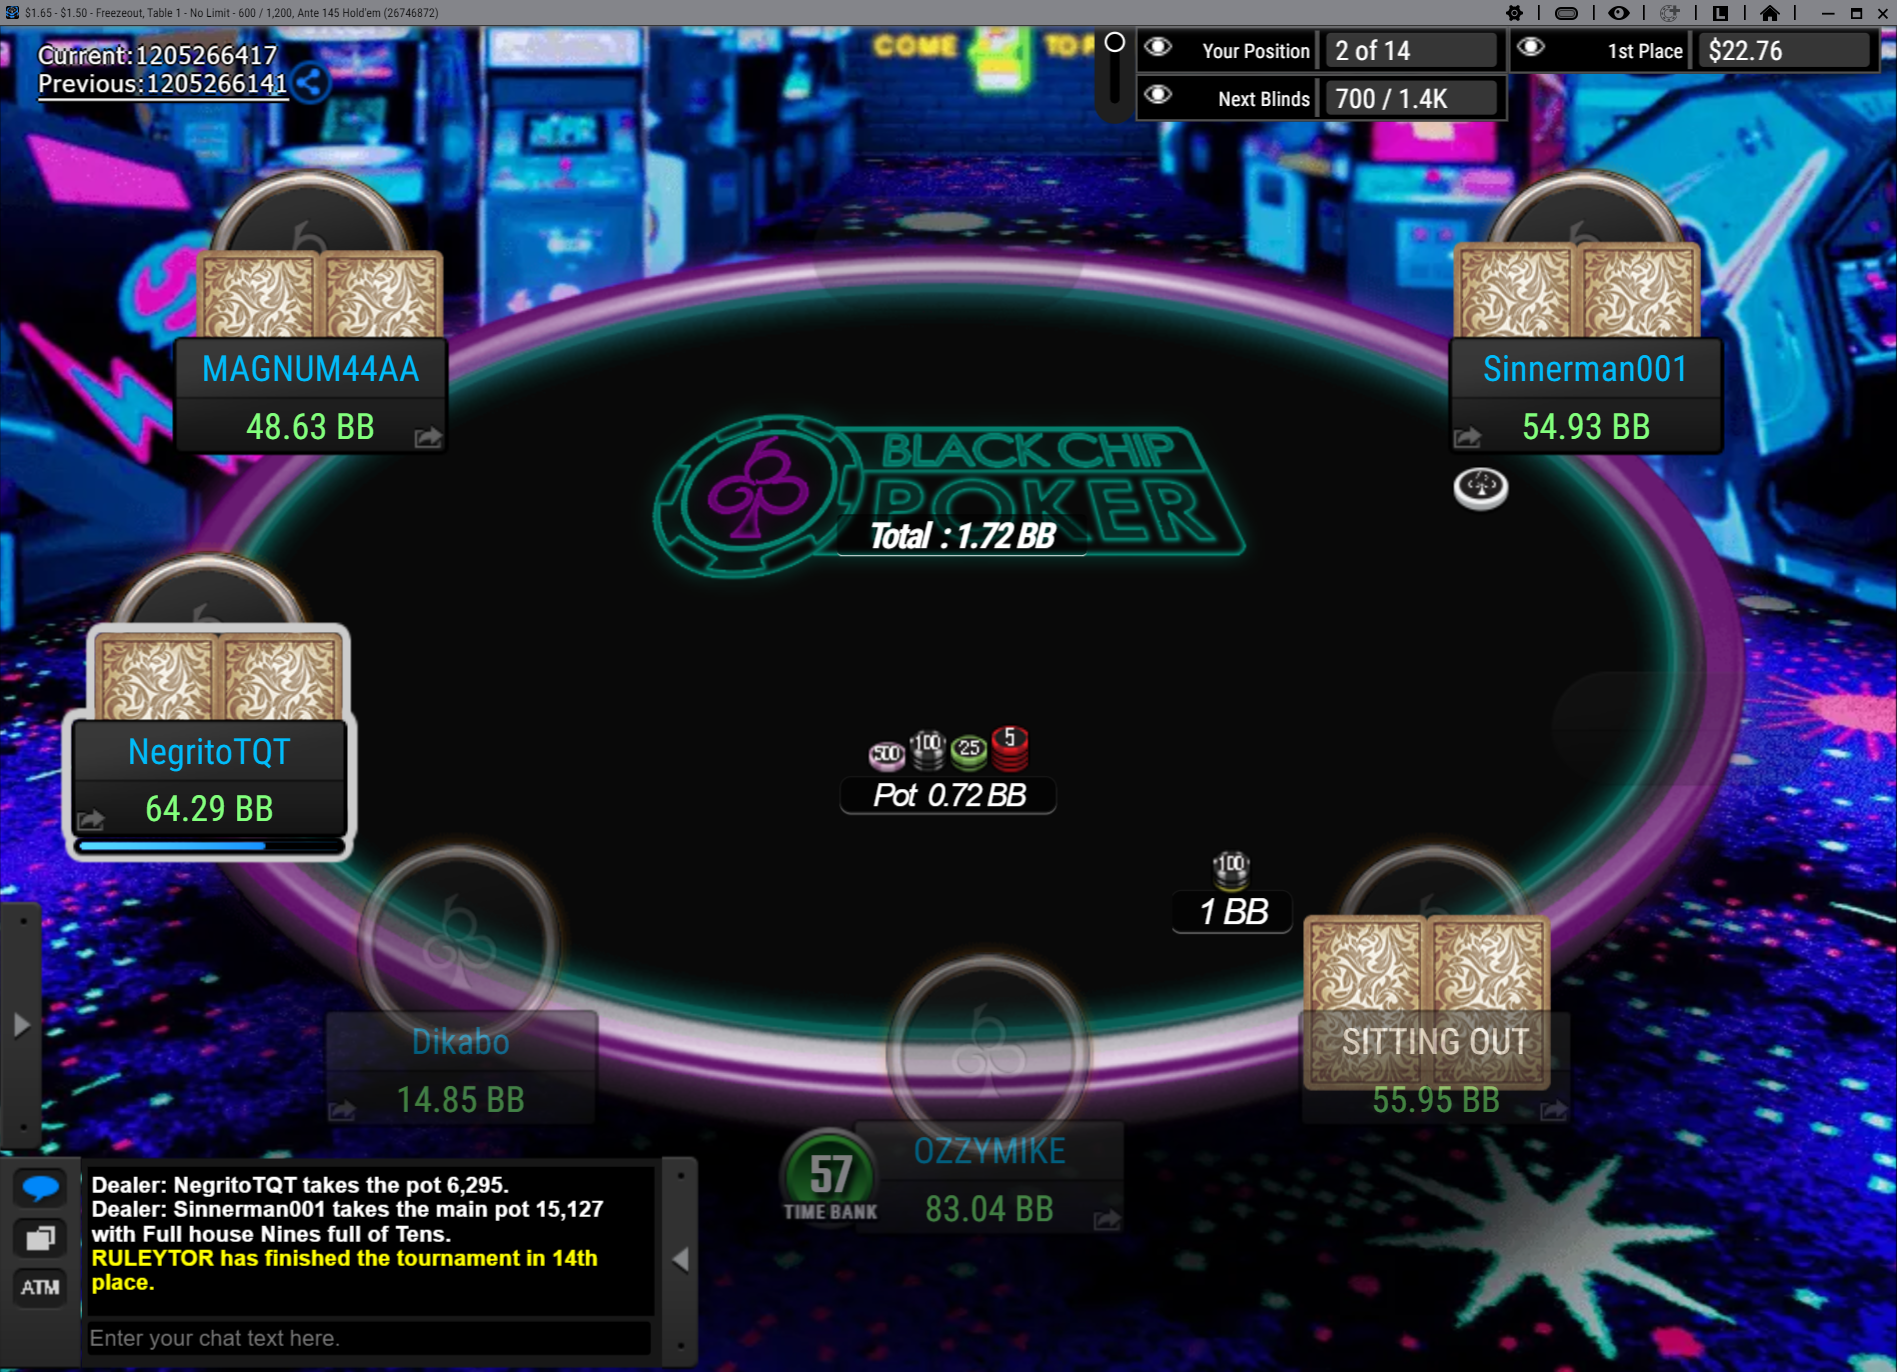 $1.65 - $1.50 - Freezeout, Table 1 - No Limit - 600 / 1,200, Ante 145 Hold'em (26746872)
L
Current:1205266417
Previous:1205266141
COME TO P
Your Position 2 of 14
1st Place $22.76
Next Blinds 700 / 1.4K
MAGNUM44AA
48.63 BB
Sinnerman001
54.93 BB
BLACK CHIP
POKER
Total : 1.72 BB
NegritoTQT
64.29 BB
500 100 25 5
Pot 0.72 BB
100
1 BB
Dikabo
14.85 BB
SITTING OUT
55.95 BB
57
TIME BANK
OZZYMIKE
83.04 BB
Dealer: NegritoTQT takes the pot 6,295.
Dealer: Sinnerman001 takes the main pot 15,127
with Full house Nines full of Tens.
RULEYTOR has finished the tournament in 14th
place.
ATM
Enter your chat text here.